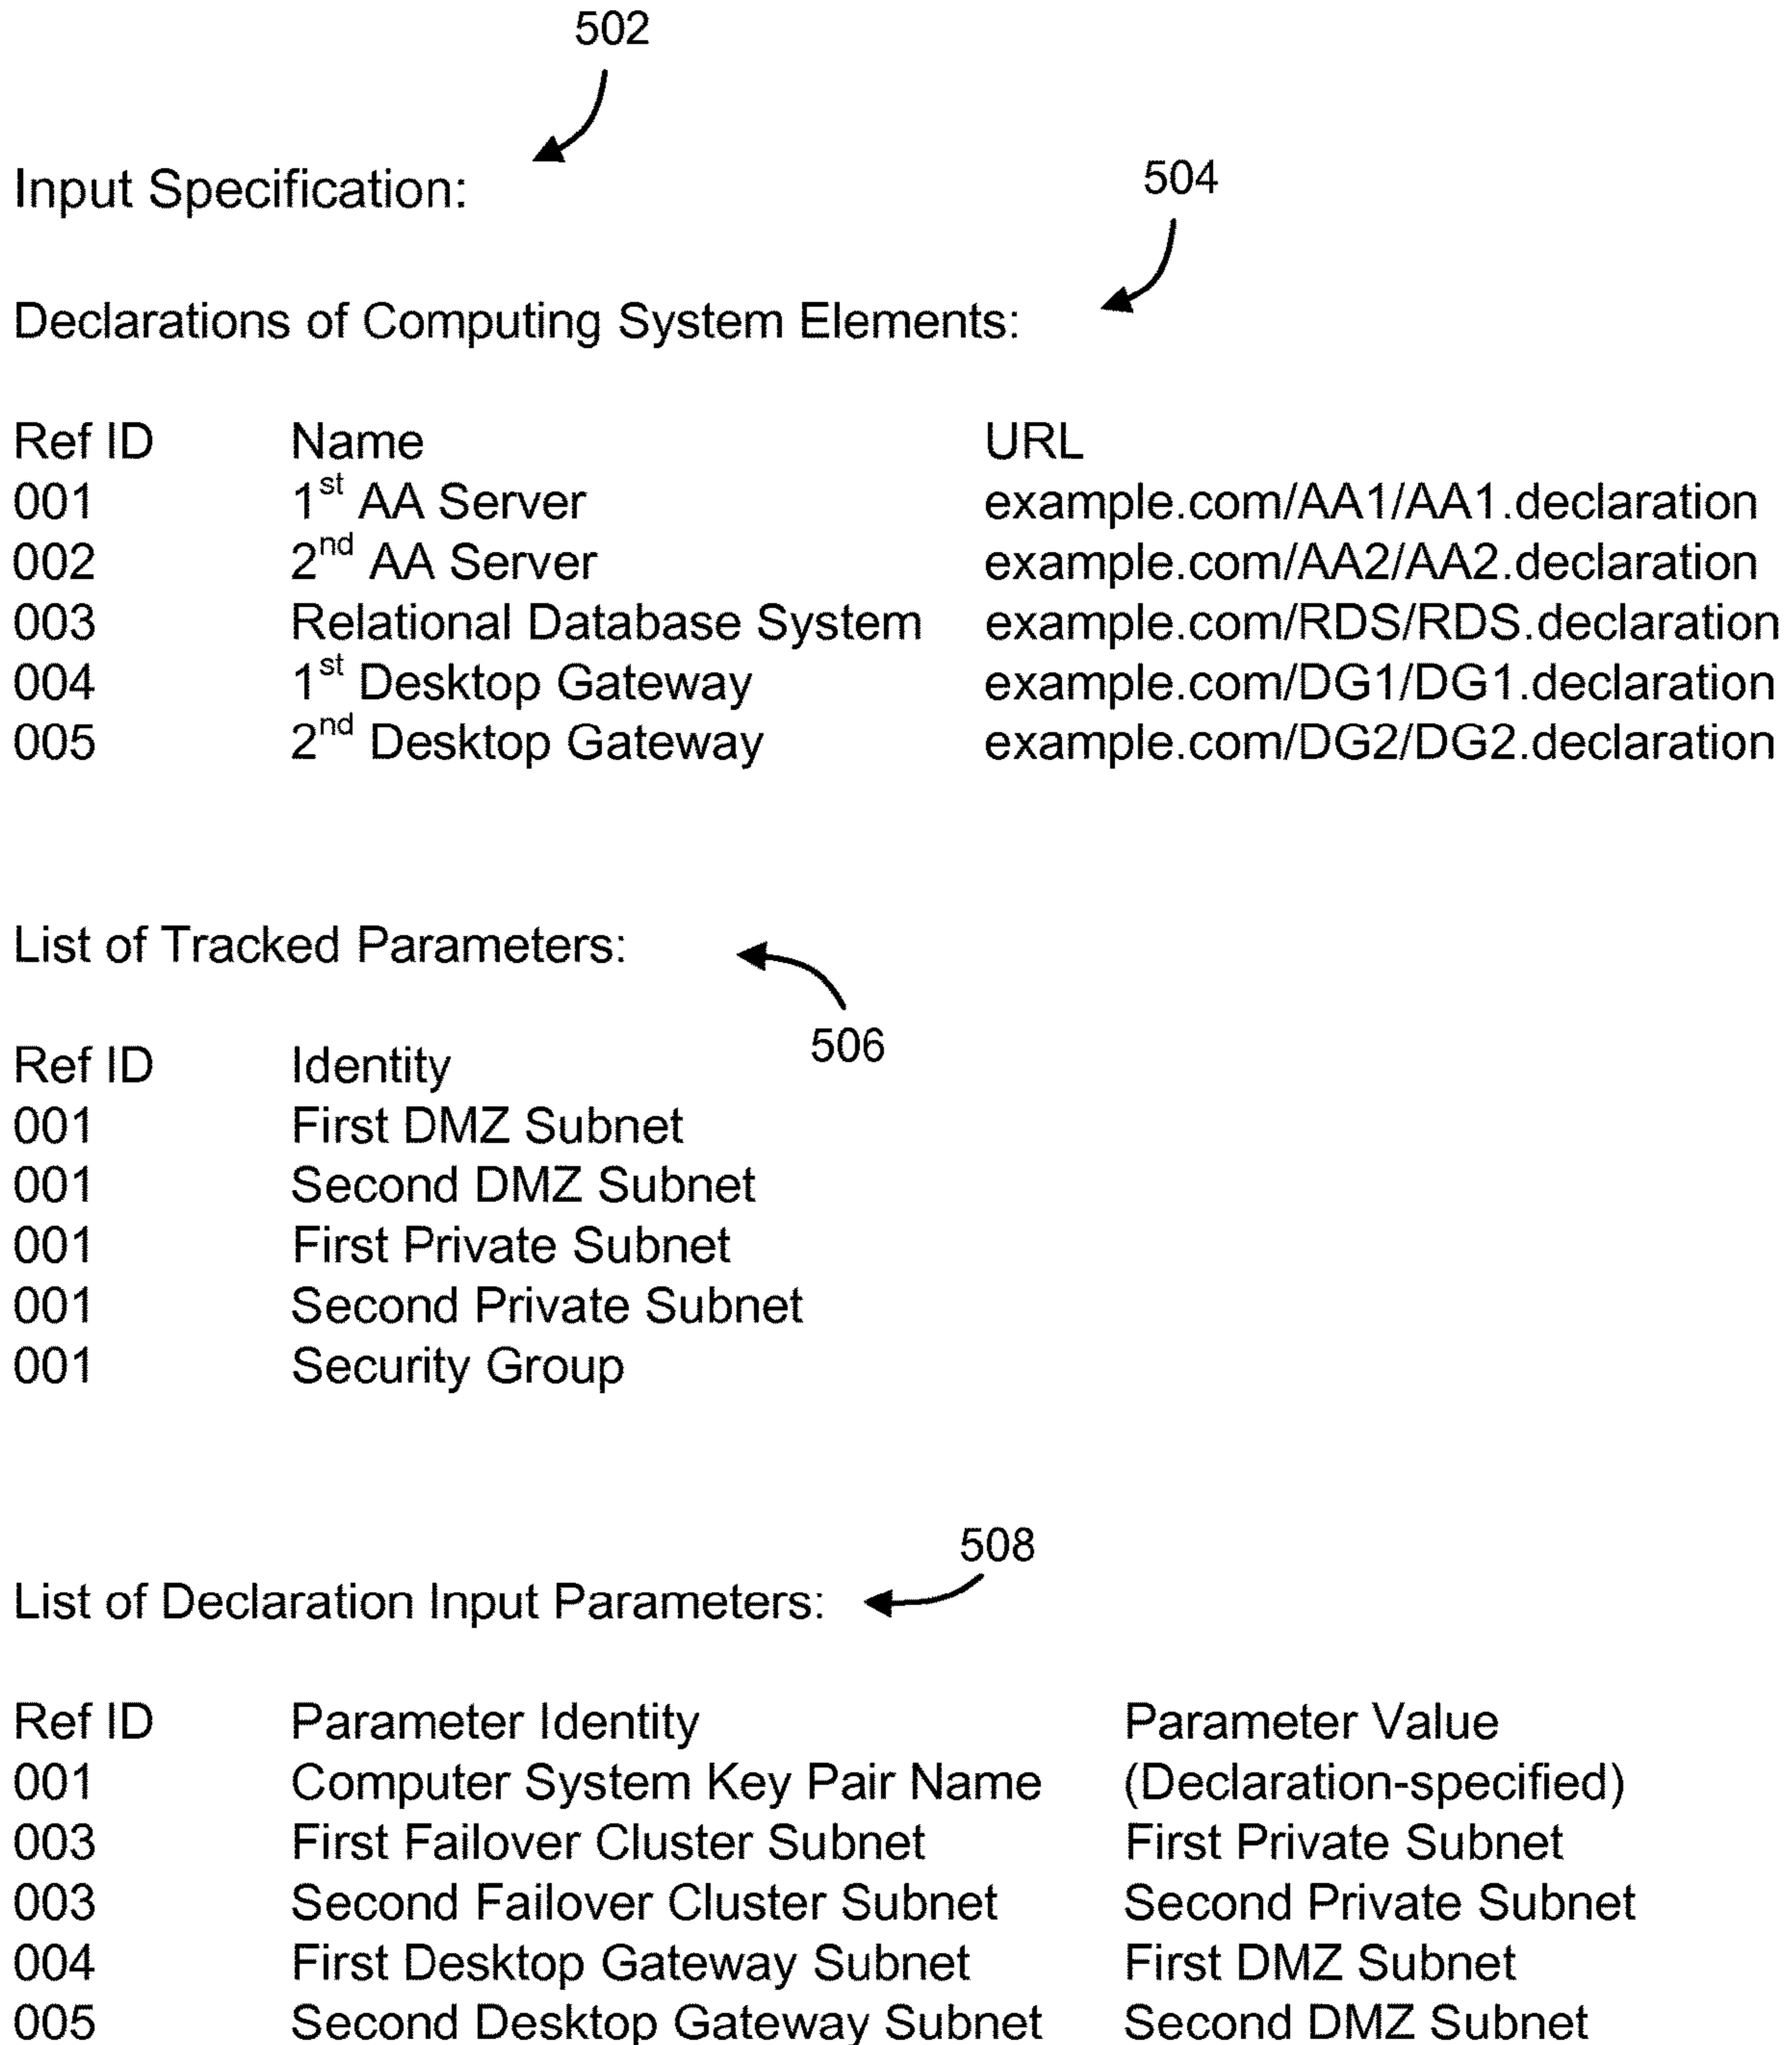 502
Input Specification:
504
Declarations of Computing System Elements:
Ref ID Name URL
001 1st AA Server example.com/AA1/AA1.declaration
002 2nd AA Server example.com/AA2/AA2.declaration
003 Relational Database System example.com/RDS/RDS.declaration
004 1st Desktop Gateway example.com/DG1/DG1.declaration
005 2nd Desktop Gateway example.com/DG2/DG2.declaration
List of Tracked Parameters:
506
Ref ID Identity
001 First DMZ Subnet
001 Second DMZ Subnet
001 First Private Subnet
001 Second Private Subnet
001 Security Group
508
List of Declaration Input Parameters:
Ref ID Parameter Identity Parameter Value
001 Computer System Key Pair Name (Declaration-specified)
003 First Failover Cluster Subnet First Private Subnet
003 Second Failover Cluster Subnet Second Private Subnet
004 First Desktop Gateway Subnet First DMZ Subnet
005 Second Desktop Gateway Subnet Second DMZ Subnet